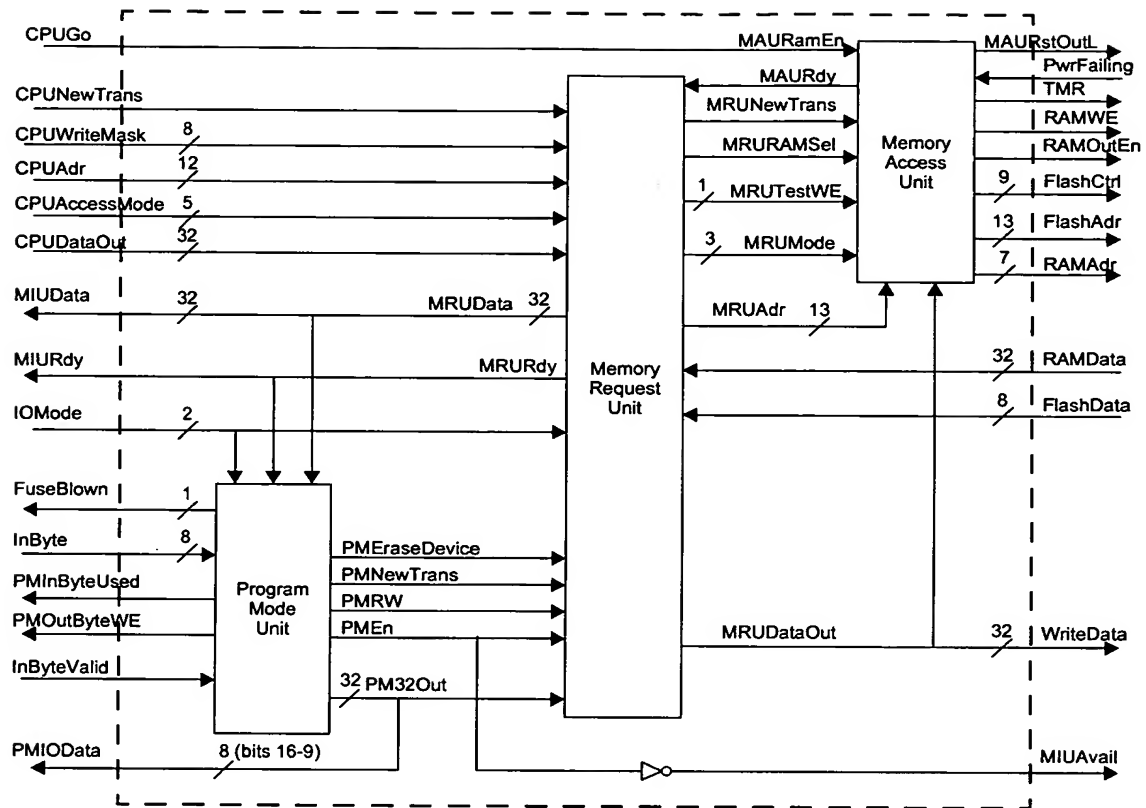 CPUGo
MAURamEn
MAURstOutL
PwrFailing
MAURdy
TMR
CPUNewTrans
MRUNewTrans
RAMWE
CPUWriteMask
8
MRURAMSel
Memory
Access
Unit
RAMOutEn
CPUAdr
12
9
FlashCtrl
CPUAccessMode
5
1
MRUTestWE
13
FlashAdr
CPUDataOut
32
3
MRUMode
7
RAMAdr
MIUData
32
MRUData
32
MRUAdr
13
MIURdy
MRURdy
Memory
Request
Unit
32
RAMData
IOMode
2
8
FlashData
FuseBlown
1
InByte
8
PMEraseDevice
PMInByteUsed
Program
Mode
Unit
PMNewTrans
PMRW
PMOutByteWE
PMEn
MRUDataOut
32
WriteData
InByteValid
32
PM32Out
PMIOData
8 (bits 16-9)
MIUAvail